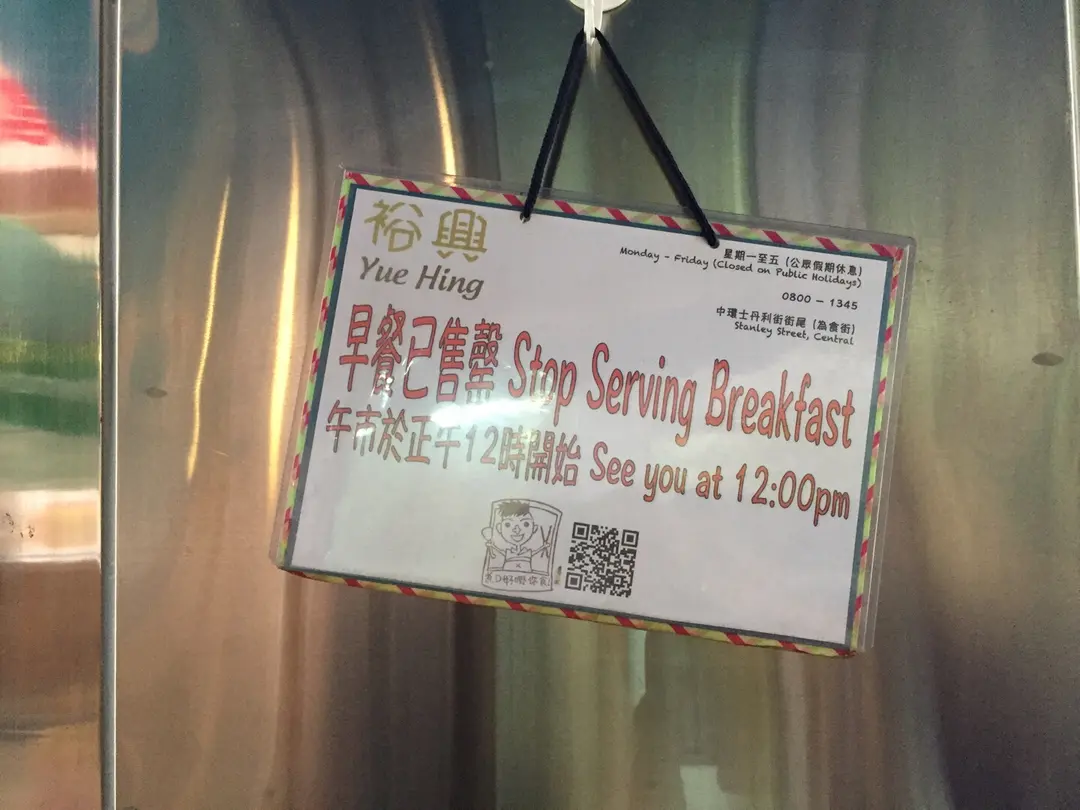 裕興
Yue Hing
星期一至五 (公眾假期休息)
Monday - Friday (Closed on Public Holidays)
0800 - 1345
中環士丹利街街尾 (為食街)
Stanley Street, Central
早餐已售罄 Stop Serving Breakfast
午市於正午12時開始 See you at 12:00pm